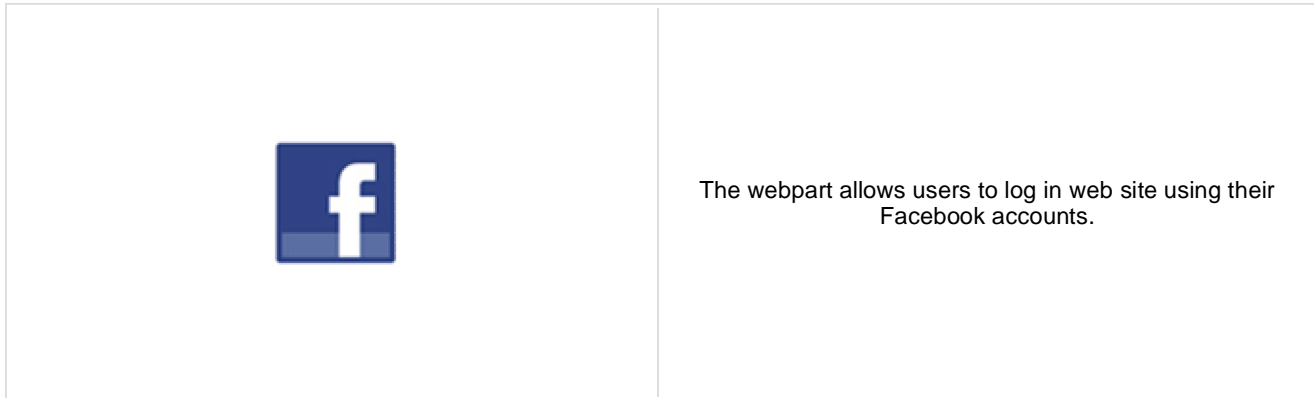 f
The webpart allows users to log in web site using their
Facebook accounts.